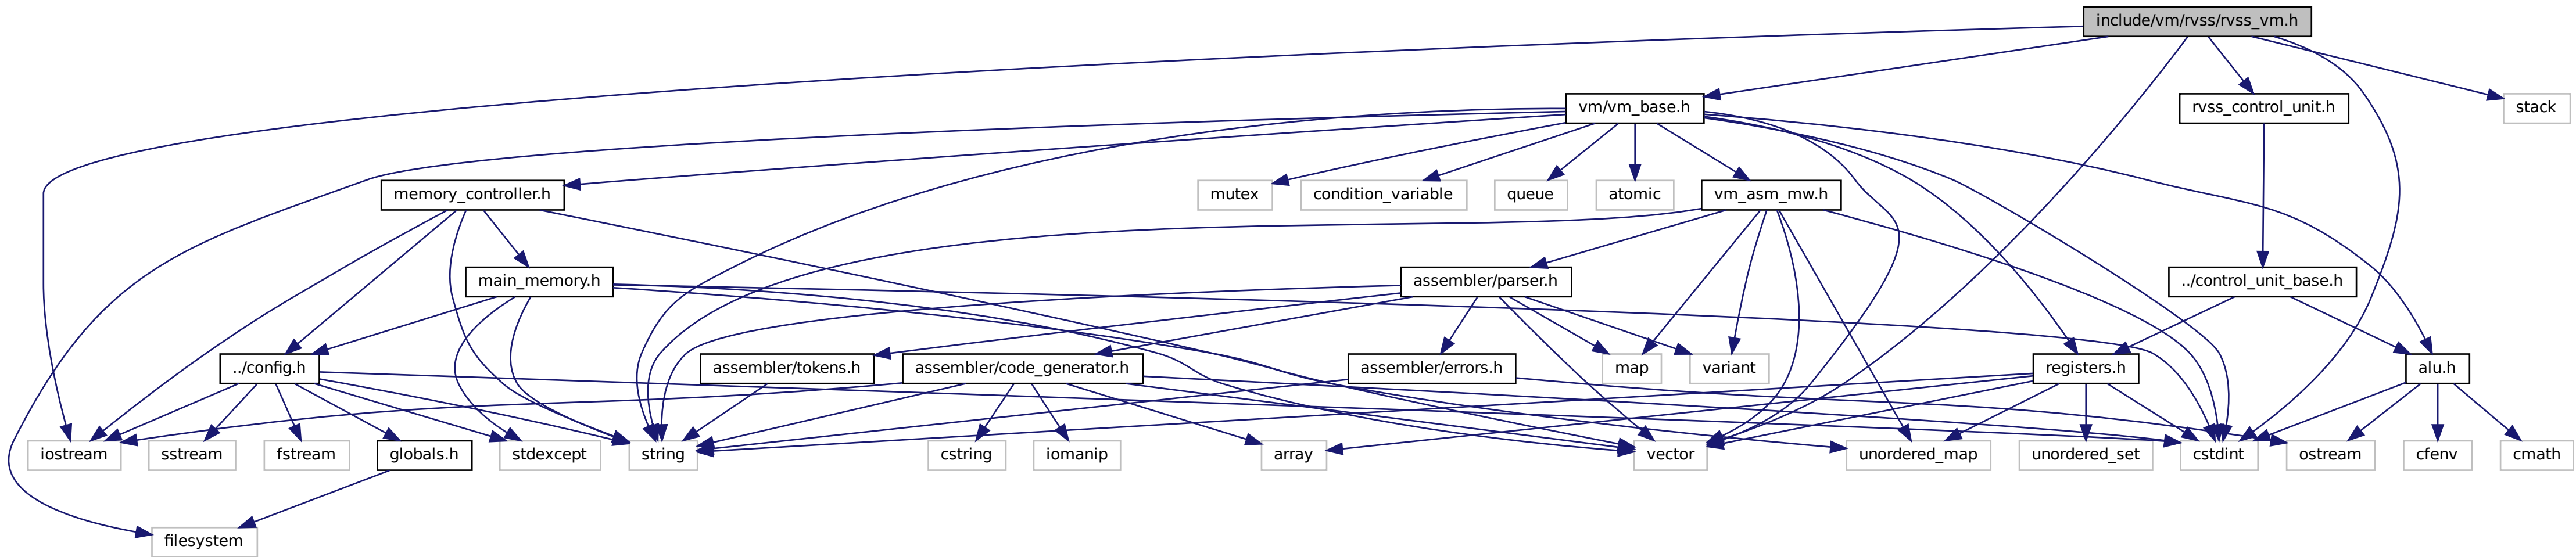 include/vm/rvss/rvss_vm.h
vm/vm_base.h
rvss_control_unit.h
stack
memory_controller.h
mutex
condition_variable
queue
atomic
vm_asm_mw.h
main_memory.h
assembler/parser.h
../control_unit_base.h
../config.h
assembler/tokens.h
assembler/code_generator.h
assembler/errors.h
map
variant
registers.h
alu.h
iostream
sstream
fstream
globals.h
stdexcept
string
cstring
iomanip
array
vector
unordered_map
unordered_set
cstdint
ostream
cfenv
cmath
filesystem